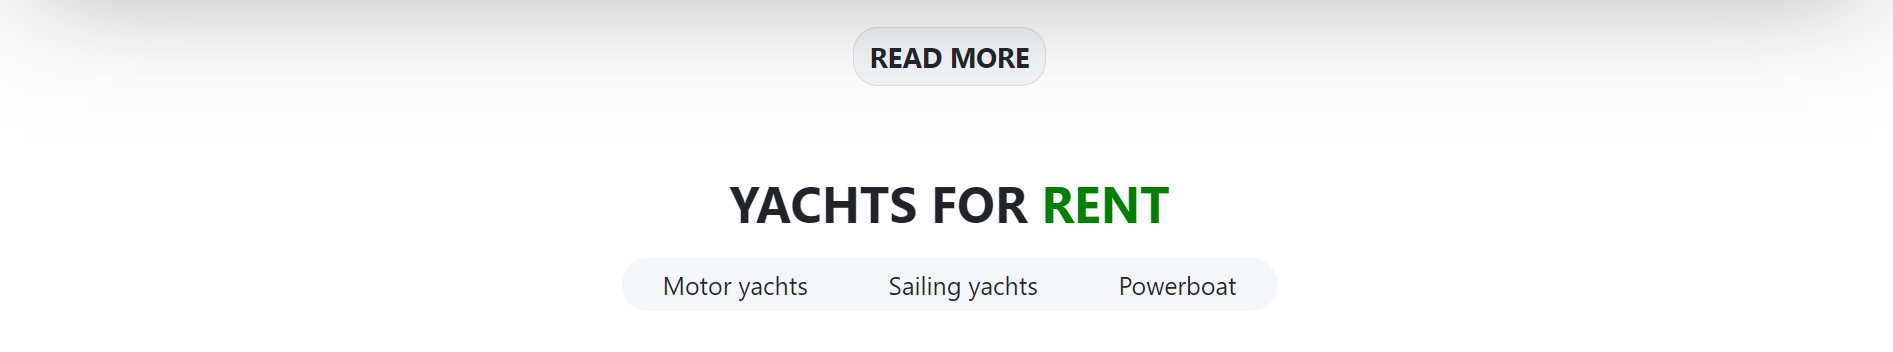 READ MORE
YACHTS FOR RENT
Motor yachts Sailing yachts Powerboat